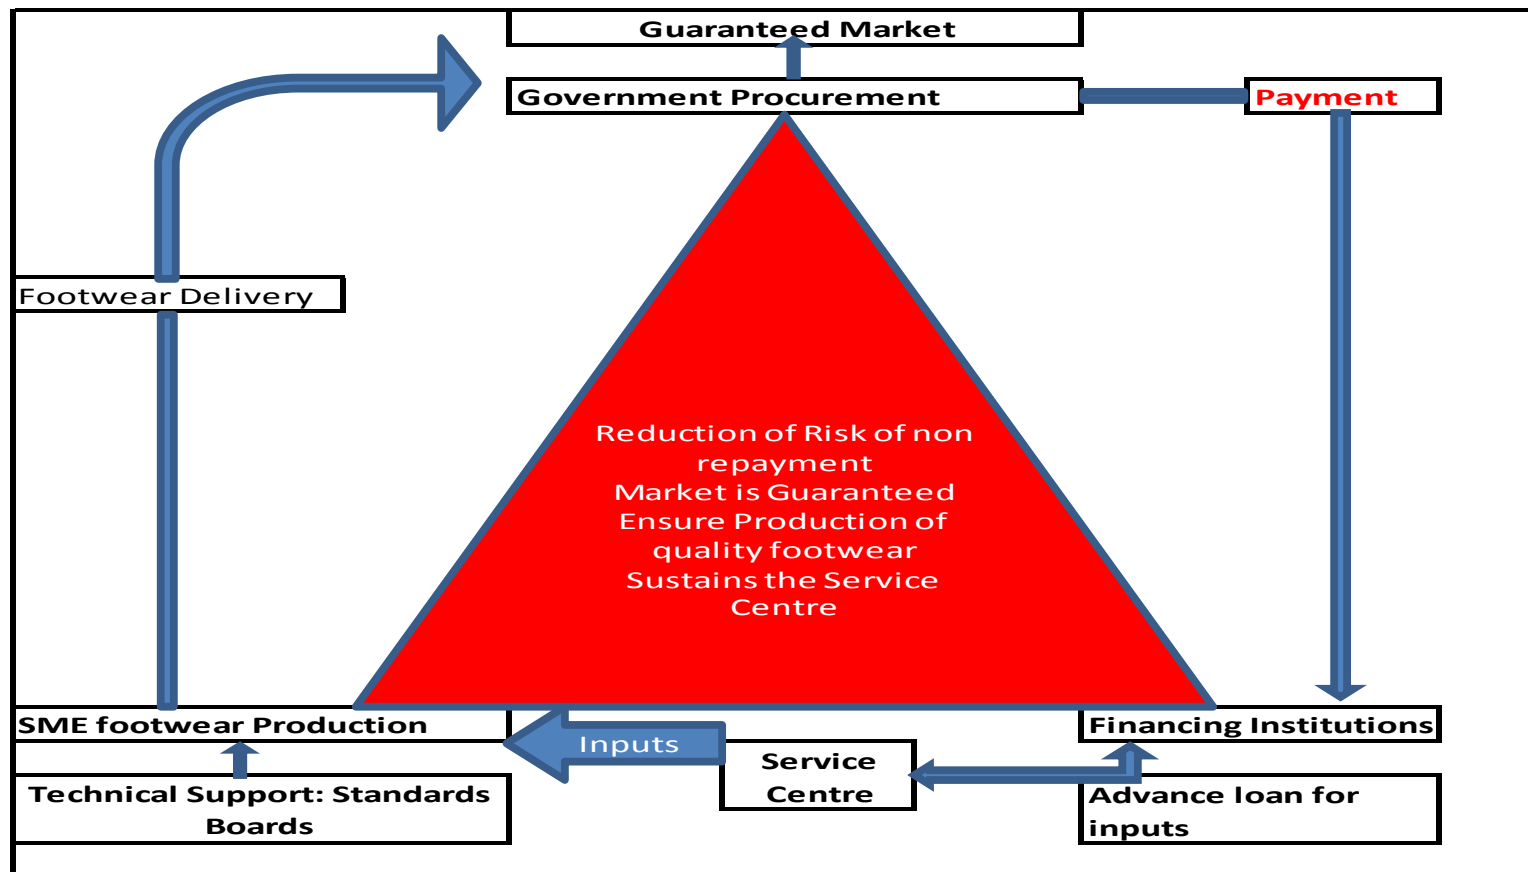 Guaranteed Market
Government Procurement
Payment
Footwear Delivery
Reduction of Risk of non
repayment
Market is Guaranteed
Ensure Production of
quality footwear
Sustains the Service
Centre
SME footwear Production
Financing Institutions
Inputs
Service
Centre
Technical Support: Standards
Boards
Advance loan for
inputs